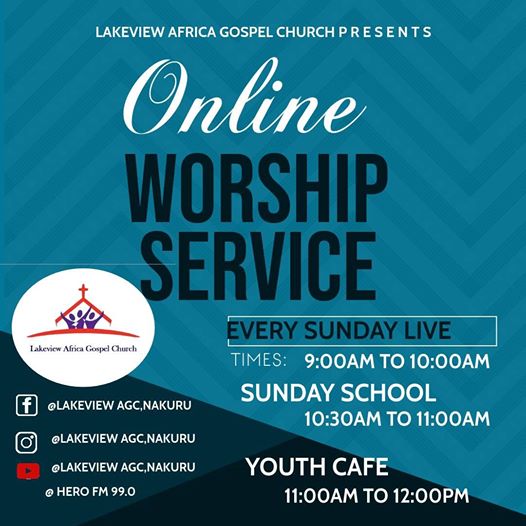 LAKEVIEW AFRICA GOSPEL CHURCH P R E S E N T S
Online
WORSHIP
SERVICE
EVERY SUNDAY LIVE
TIMES: 9:00AM TO 10:00AM
SUNDAY SCHOOL
10:30AM TO 11:00AM
YOUTH CAFE
11:00AM TO 12:00PM
Lakeview Africa Gospel Church
@LAKEVIEW AGC,NAKURU
@LAKEVIEW AGC,NAKURU
@LAKEVIEW AGC,NAKURU
@ HERO FM 99.0